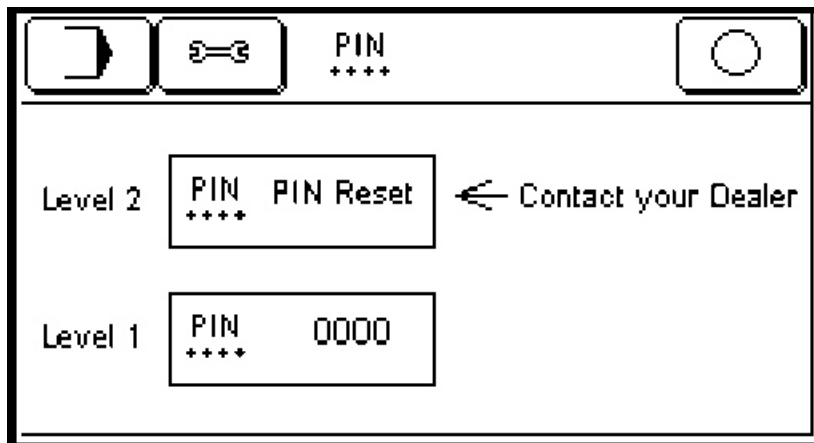 PIN
++++
Level 2 PIN PIN Reset Contact your Dealer
++++
Level 1 PIN 0000
++++